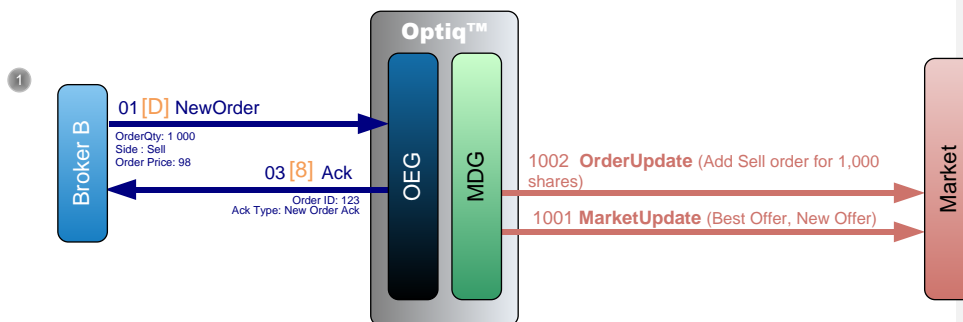 Optiq™
1
Broker B
01 [D] NewOrder
OrderQty: 1 000
Side : Sell
Order Price: 98
03 [8] Ack
Order ID: 123
Ack Type: New Order Ack
OEG
MDG
1002 OrderUpdate (Add Sell order for 1,000
shares)
1001 MarketUpdate (Best Offer, New Offer)
Market